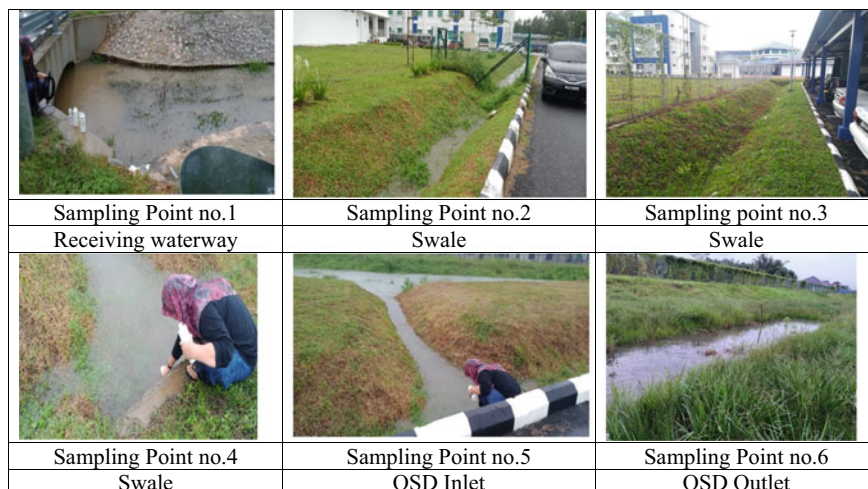 Sampling Point no.1 Sampling Point no.2 Sampling point no.3
Receiving waterway Swale Swale
Sampling Point no.4 Sampling Point no.5 Sampling Point no.6
Swale OSD Inlet OSD Outlet